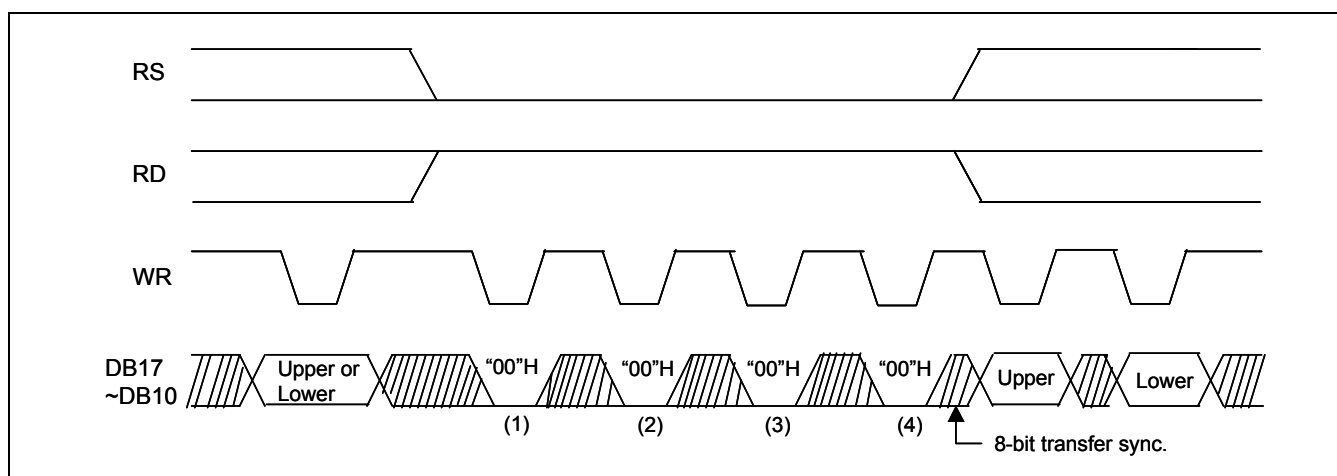 RS
RD
WR
DB17
~DB10
Upper or
Lower
“00”H
“00”H
“00”H
“00”H
Upper
Lower
(1)
(2)
(3)
(4)
8-bit transfer sync.